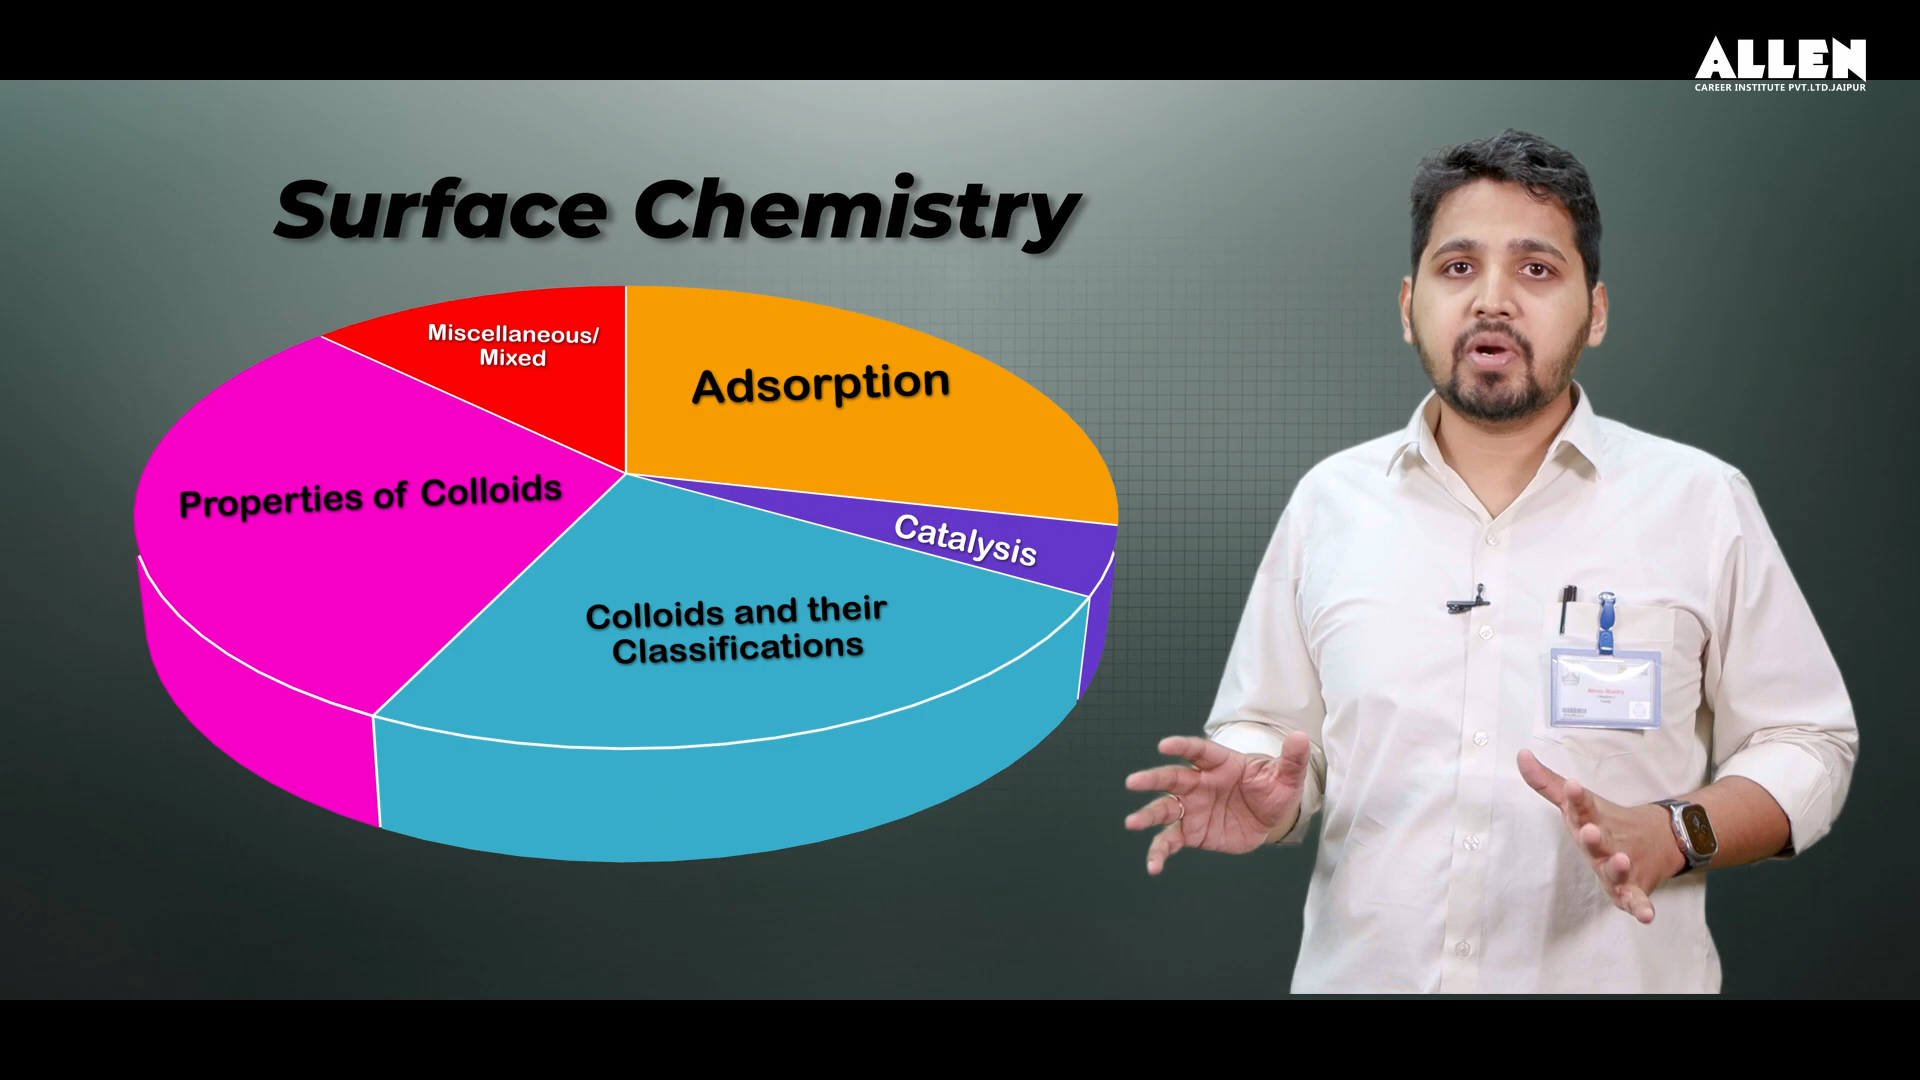 ALLEN
CAREER INSTITUTE PVT.LTD.JAIPUR
Surface Chemistry
Miscellaneous/
Mixed
Adsorption
Properties of Colloids
Catalysis
Colloids and their
Classifications